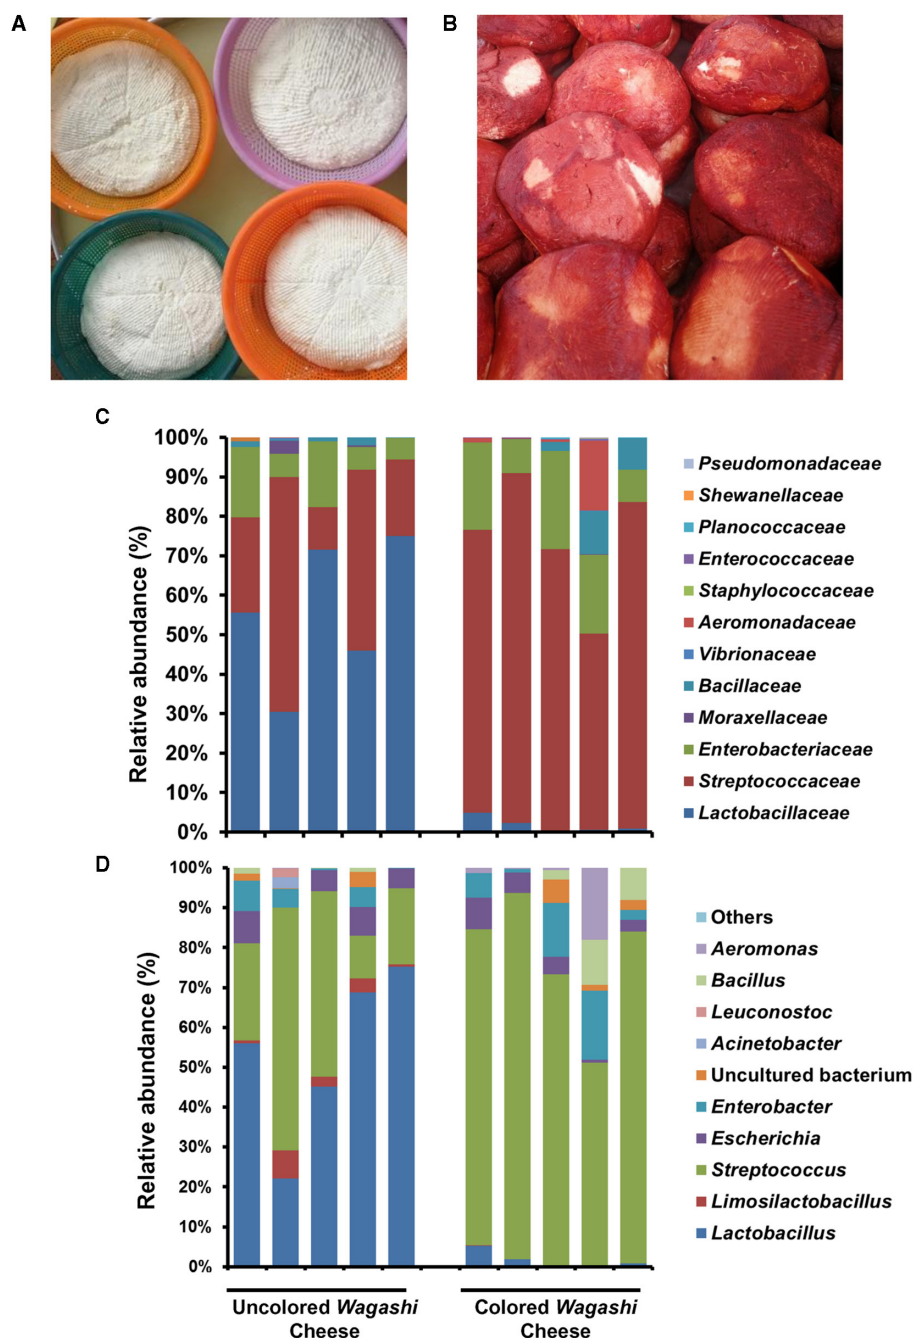 A
B
C
Relative abundance (%)
100%
90%
80%
70%
60%
50%
40%
30%
20%
10%
0%
Pseudomonadaceae
Shewanellaceae
Planococcaceae
Enterococcaceae
Staphylococcaceae
Aeromonadaceae
Vibrionaceae
Bacillaceae
Moraxellaceae
Enterobacteriaceae
Streptococcaceae
Lactobacillaceae
D
Relative abundance (%)
100%
90%
80%
70%
60%
50%
40%
30%
20%
10%
0%
Others
Aeromonas
Bacillus
Leuconostoc
Acinetobacter
Uncultured bacterium
Enterobacter
Escherichia
Streptococcus
Limosilactobacillus
Lactobacillus
Uncolored Wagashi
Cheese
Colored Wagashi
Cheese